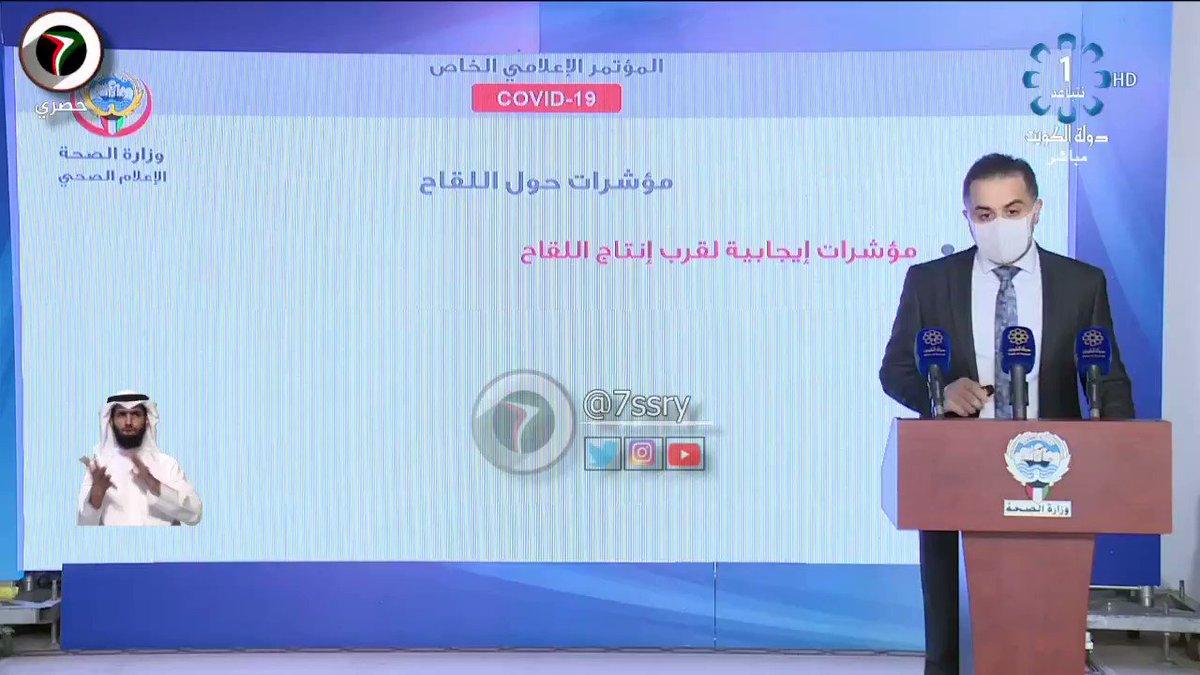 المؤتمر الإعلامي الخاص
COVID-19
حصري
وزارة الصحة
الإعلام الصحي
1
HD
دولة الكويت
مباشر
مؤشرات حول اللقاح
• مؤشرات إيجابية لقرب إنتاج اللقاح
@7ssry
وزارة الصحة